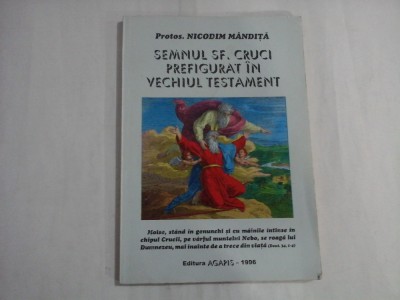 Protos. NICODIM MĂNDIȚĂ
SEMNUL SF. CRUCI
PREFIGURAT ÎN
VECHIUL TESTAMENT
Moise, stând în genunchi și cu mâinile întinse în
chipul Crucii, pe vârful muntelui Nebo, se roagă lui
Dumnezeu, mai înainte de a trece din viață
Editura AGAPIS - 1996